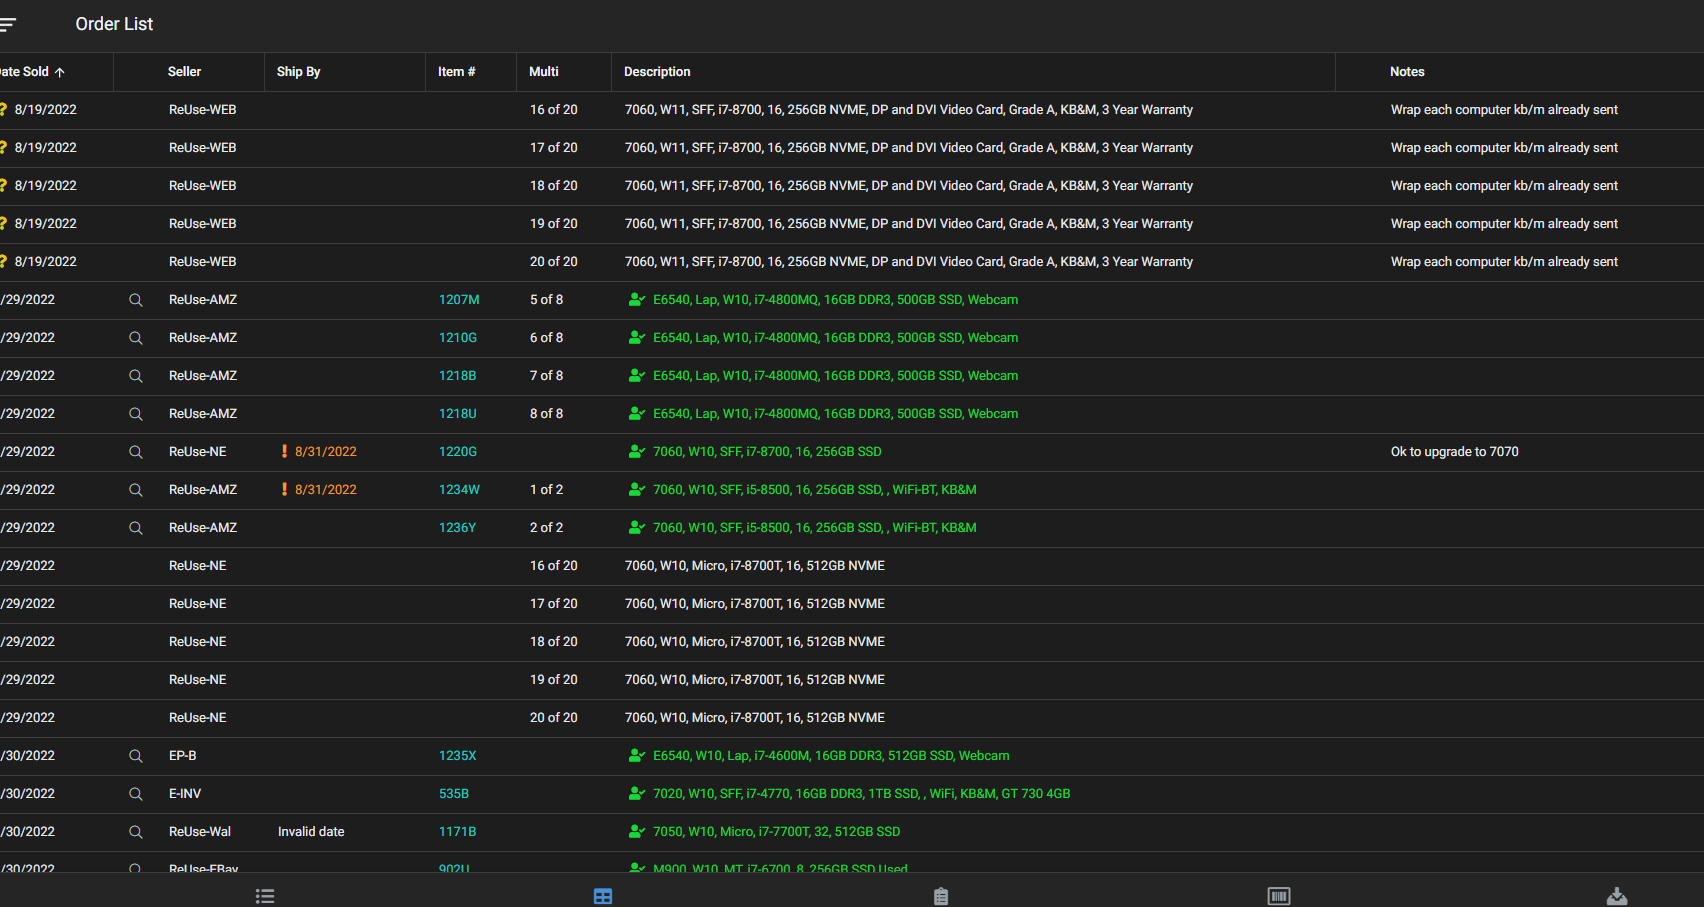 Order List
ate Sold Seller Ship By Item # Multi Description Notes
? 8/19/2022 ReUse-WEB 16 of 20 7060, W11, SFF, i7-8700, 16, 256GB NVME, DP and DVI Video Card, Grade A, KB&M, 3 Year Warranty Wrap each computer kb/m already sent
? 8/19/2022 ReUse-WEB 17 of 20 7060, W11, SFF, i7-8700, 16, 256GB NVME, DP and DVI Video Card, Grade A, KB&M, 3 Year Warranty Wrap each computer kb/m already sent
? 8/19/2022 ReUse-WEB 18 of 20 7060, W11, SFF, i7-8700, 16, 256GB NVME, DP and DVI Video Card, Grade A, KB&M, 3 Year Warranty Wrap each computer kb/m already sent
? 8/19/2022 ReUse-WEB 19 of 20 7060, W11, SFF, i7-8700, 16, 256GB NVME, DP and DVI Video Card, Grade A, KB&M, 3 Year Warranty Wrap each computer kb/m already sent
? 8/19/2022 ReUse-WEB 20 of 20 7060, W11, SFF, i7-8700, 16, 256GB NVME, DP and DVI Video Card, Grade A, KB&M, 3 Year Warranty Wrap each computer kb/m already sent
/29/2022 ReUse-AMZ 1207M 5 of 8 E6540, Lap, W10, i7-4800MQ, 16GB DDR3, 500GB SSD, Webcam
/29/2022 ReUse-AMZ 1210G 6 of 8 E6540, Lap, W10, i7-4800MQ, 16GB DDR3, 500GB SSD, Webcam
/29/2022 ReUse-AMZ 1218B 7 of 8 E6540, Lap, W10, i7-4800MQ, 16GB DDR3, 500GB SSD, Webcam
/29/2022 ReUse-AMZ 1218U 8 of 8 E6540, Lap, W10, i7-4800MQ, 16GB DDR3, 500GB SSD, Webcam
/29/2022 ReUse-NE ! 8/31/2022 1220G 7060, W10, SFF, i7-8700, 16, 256GB SSD Ok to upgrade to 7070
/29/2022 ReUse-AMZ ! 8/31/2022 1234W 1 of 2 7060, W10, SFF, i5-8500, 16, 256GB SSD, , WiFi-BT, KB&M
/29/2022 ReUse-AMZ 1236Y 2 of 2 7060, W10, SFF, i5-8500, 16, 256GB SSD, , WiFi-BT, KB&M
/29/2022 ReUse-NE 16 of 20 7060, W10, Micro, i7-8700T, 16, 512GB NVME
/29/2022 ReUse-NE 17 of 20 7060, W10, Micro, i7-8700T, 16, 512GB NVME
/29/2022 ReUse-NE 18 of 20 7060, W10, Micro, i7-8700T, 16, 512GB NVME
/29/2022 ReUse-NE 19 of 20 7060, W10, Micro, i7-8700T, 16, 512GB NVME
/29/2022 ReUse-NE 20 of 20 7060, W10, Micro, i7-8700T, 16, 512GB NVME
/30/2022 EP-B 1235X E6540, W10, Lap, i7-4600M, 16GB DDR3, 512GB SSD, Webcam
/30/2022 E-INV 535B 7020, W10, SFF, i7-4770, 16GB DDR3, 1TB SSD, , WiFi, KB&M, GT 730 4GB
/30/2022 ReUse-Wal Invalid date 1171B 7050, W10, Micro, i7-7700T, 32, 512GB SSD
/30/2022 ReUse-EBay 902U M900, W10, MT, i7-6700, 8, 256GB SSD Used